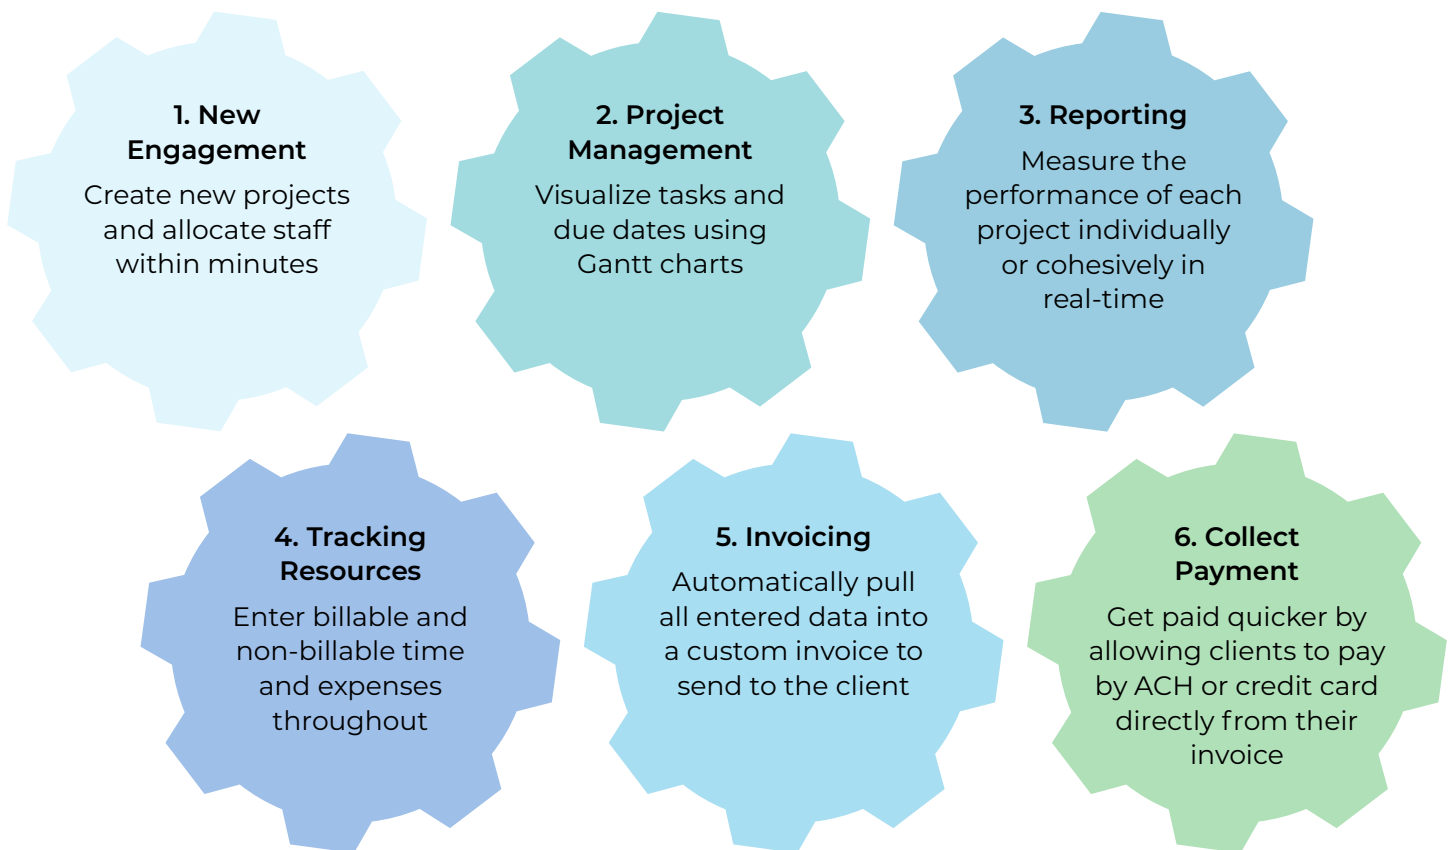 1. New
Engagement
Create new projects
and allocate staff
within minutes
2. Project
Management
Visualize tasks and
due dates using
Gantt charts
3. Reporting
Measure the
performance of each
project individually
or cohesively in
real-time
4. Tracking
Resources
Enter billable and
non-billable time
and expenses
throughout
5. Invoicing
Automatically pull
all entered data into
a custom invoice to
send to the client
6. Collect
Payment
Get paid quicker by
allowing clients to pay
by ACH or credit card
directly from their
invoice